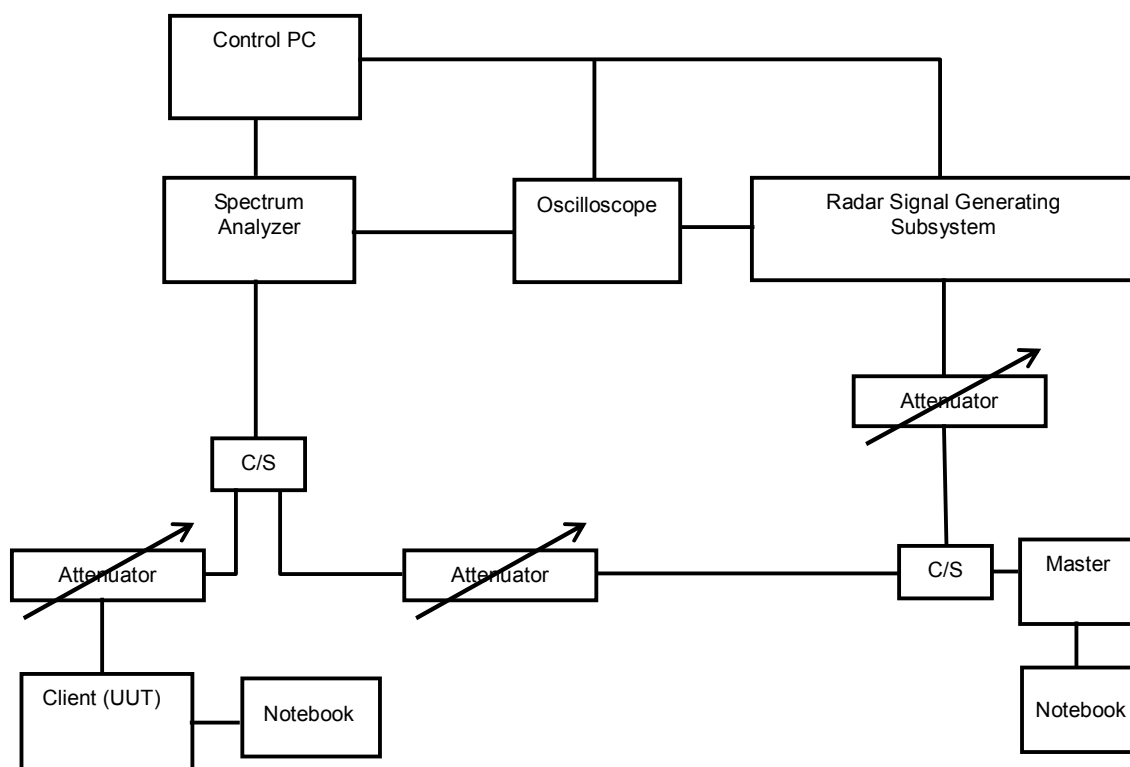 Control PC
Spectrum
Analyzer
Oscilloscope
Radar Signal Generating
Subsystem
Attenuator
C/S
Attenuator
Attenuator
C/S
Master
Client (UUT)
Notebook
Notebook